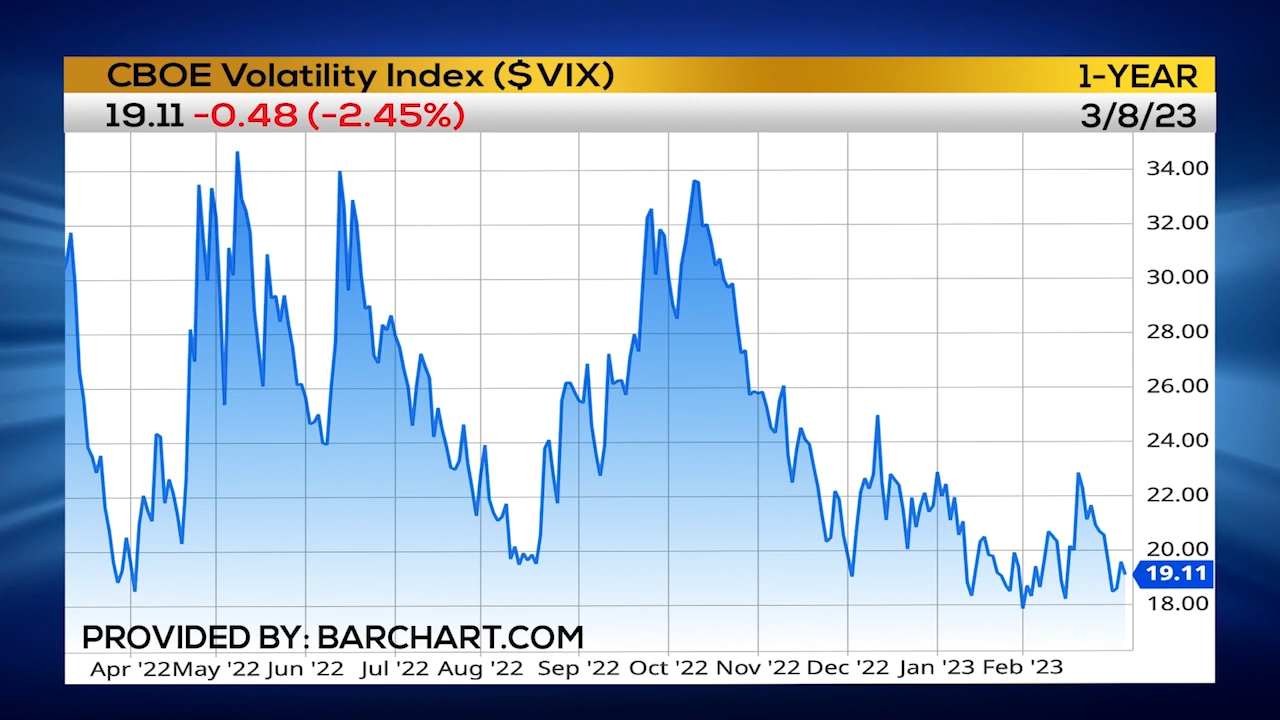 CBOE Volatility Index ($VIX) 1-YEAR
19.11 -0.48 (-2.45%) 3/8/23
34.00
32.00
30.00
28.00
26.00
24.00
22.00
20.00
19.11
18.00
PROVIDED BY: BARCHART.COM
Apr '22 May '22 Jun '22 Jul '22 Aug '22 Sep '22 Oct '22 Nov '22 Dec '22 Jan '23 Feb '23